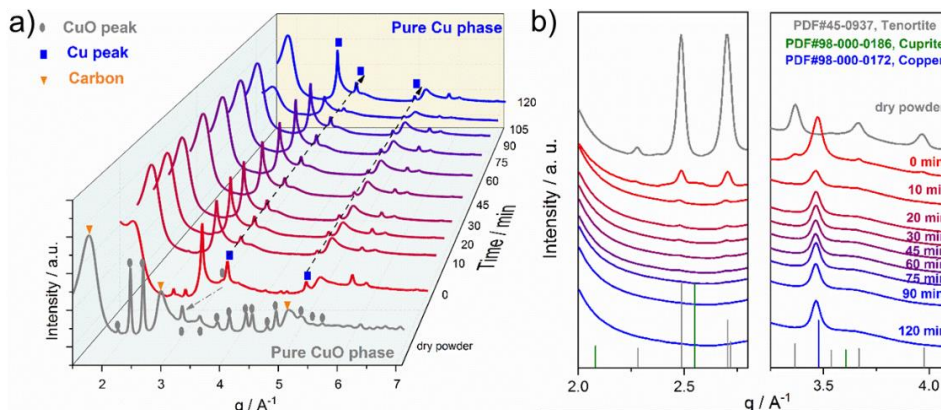 a)
CuO peak
Cu peak
Carbon
Pure Cu phase
Intensity / a.u.
Time / min
120
105
90
75
60
45
30
20
10
0
dry powder
Pure CuO phase
2 3 4 5 6 7
q / A⁻¹
b)
PDF#45-0937, Tenorite
PDF#98-000-0186, Cuprite
PDF#98-000-0172, Copper
dry powder
0 min
10 min
20 min
30 min
45 min
60 min
75 min
90 min
120 min
Intensity / a. u.
2.0 2.5 3.5 4.0
q / A⁻¹